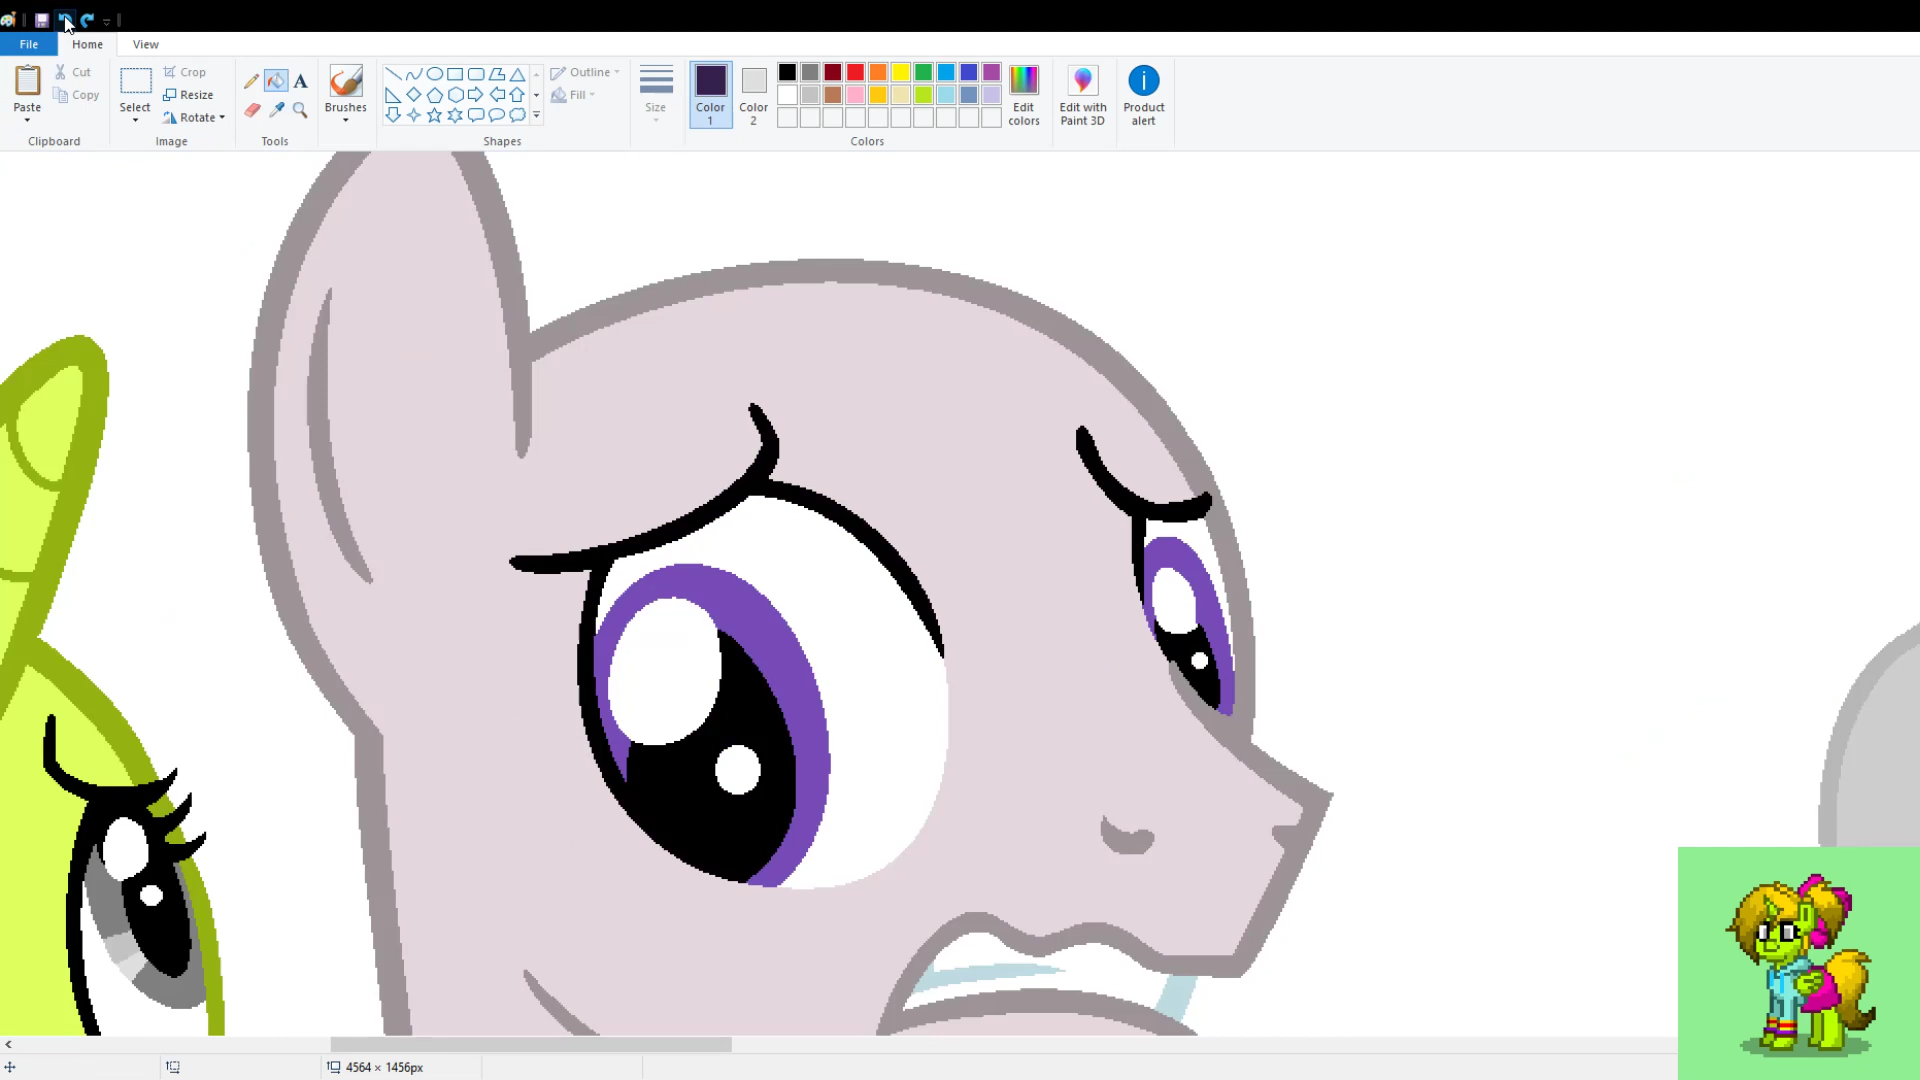 File Home View
Paste
Cut
Copy
Clipboard
Select
Crop
Resize
Rotate
Image
A
Tools
Brushes
Shapes
Outline
Fill
Size
Color 1
Color 2
Edit colors
Colors
Edit with Paint 3D
Product alert
4564 × 1456px